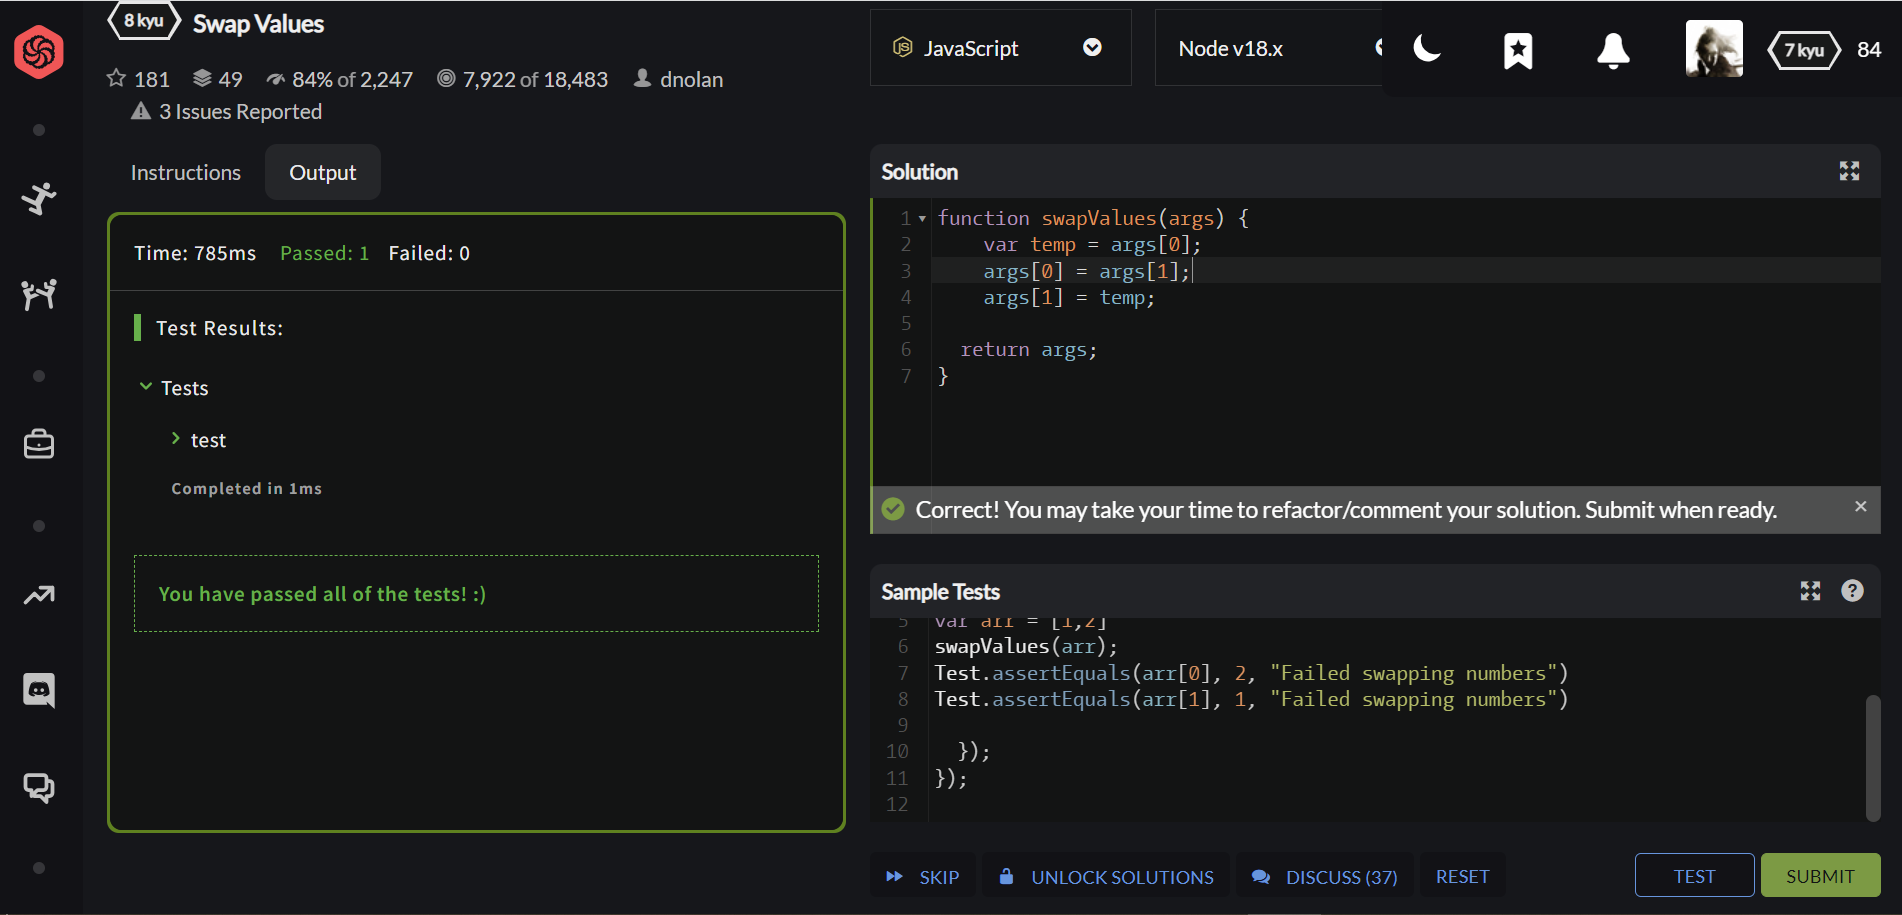 8 kyu Swap Values
181 49 84% of 2,247 7,922 of 18,483 dnolan
3 Issues Reported
JavaScript
Node v18.x
7 kyu 84
Instructions Output
Time: 785ms Passed: 1 Failed: 0
Test Results:
Tests
test
Completed in 1ms
You have passed all of the tests! :)
Solution
1 function swapValues(args) {
2 var temp = args[0];
3 args[0] = args[1];
4 args[1] = temp;
5
6 return args;
7 }
Correct! You may take your time to refactor/comment your solution. Submit when ready.
Sample Tests
5 var arr = [1,2]
6 swapValues(arr);
7 Test.assertEquals(arr[0], 2, "Failed swapping numbers")
8 Test.assertEquals(arr[1], 1, "Failed swapping numbers")
9
10 });
11 });
12
SKIP UNLOCK SOLUTIONS DISCUSS (37) RESET TEST SUBMIT